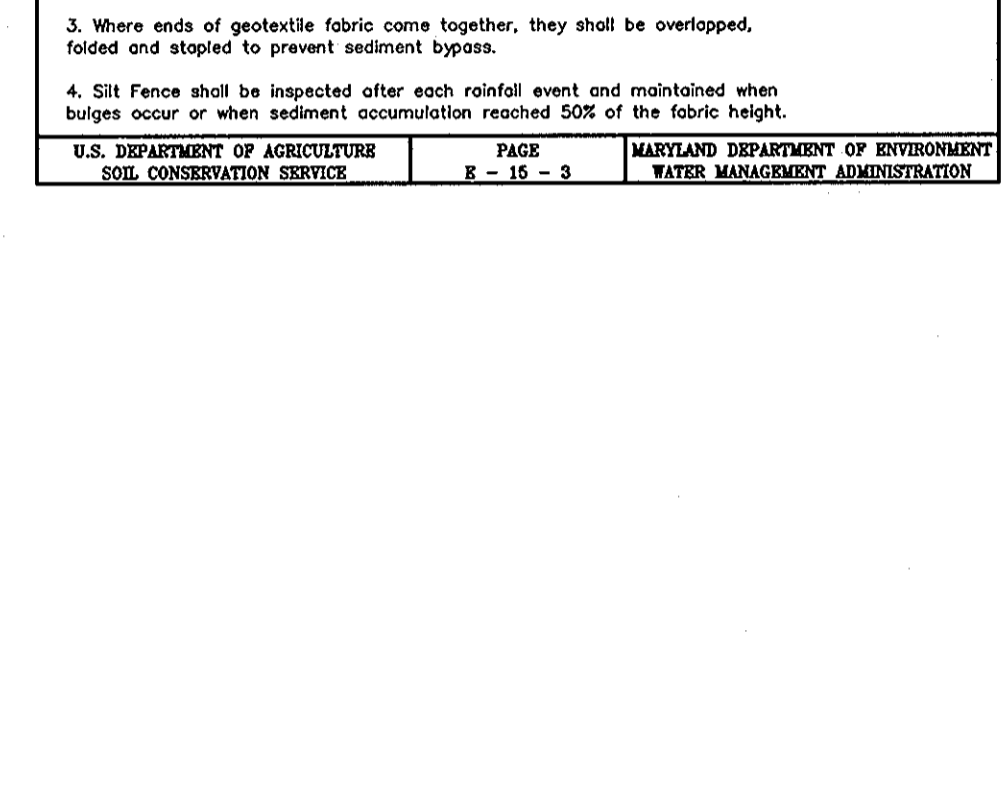 3. Where ends of geotextile fabric come together, they shall be overlapped,
folded and stapled to prevent sediment bypass.
4. Silt Fence shall be inspected after each rainfall event and maintained when
bulges occur or when sediment accumulation reached 50% of the fabric height.
U.S. DEPARTMENT OF AGRICULTURE
SOIL CONSERVATION SERVICE
PAGE
E - 15 - 3
MARYLAND DEPARTMENT OF ENVIRONMENT
WATER MANAGEMENT ADMINISTRATION